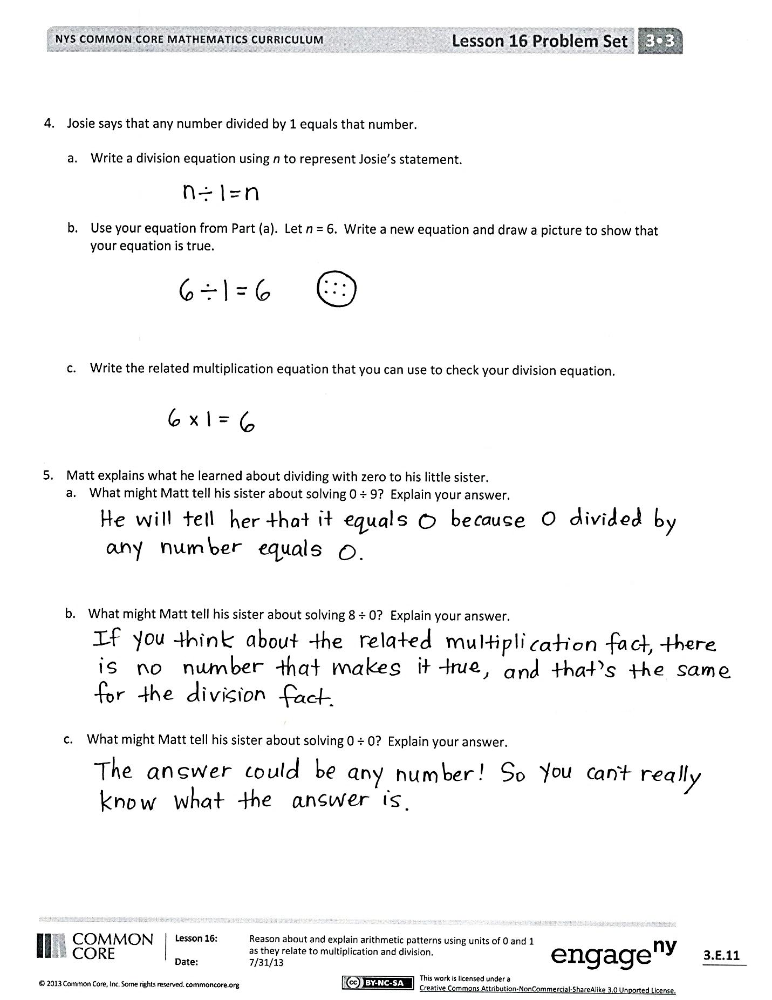 NYS COMMON CORE MATHEMATICS CURRICULUM Lesson 16 Problem Set 3•3
4. Josie says that any number divided by 1 equals that number.
a. Write a division equation using n to represent Josie's statement.
n ÷ 1 = n
b. Use your equation from Part (a). Let n = 6. Write a new equation and draw a picture to show that
your equation is true.
6 ÷ 1 = 6
c. Write the related multiplication equation that you can use to check your division equation.
6 x 1 = 6
5. Matt explains what he learned about dividing with zero to his little sister.
a. What might Matt tell his sister about solving 0 ÷ 9? Explain your answer.
He will tell her that it equals 0 because 0 divided by
any number equals 0.
b. What might Matt tell his sister about solving 8 ÷ 0? Explain your answer.
If you think about the related multiplication fact, there
is no number that makes it true, and that's the same
for the division fact.
c. What might Matt tell his sister about solving 0 ÷ 0? Explain your answer.
The answer could be any number! So you can't really
know what the answer is.
COMMON
CORE
Lesson 16: Reason about and explain arithmetic patterns using units of 0 and 1
as they relate to multiplication and division.
Date: 7/31/13
engageny
3.E.11
© 2013 Common Core, Inc. Some rights reserved. commoncore.org
(cc) BY-NC-SA
This work is licensed under a
Creative Commons Attribution-NonCommercial-ShareAlike 3.0 Unported License.